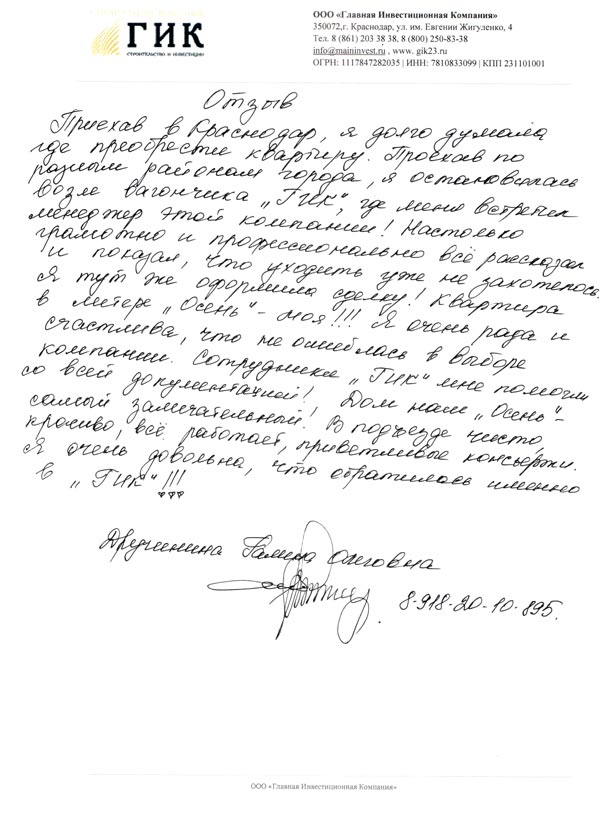 ГИК
СТРОИТЕЛЬСТВО И ИНВЕСТИЦИИ
ООО «Главная Инвестиционная Компания»
350072,г. Краснодар, ул. им. Евгении Жигуленко, 4
Тел. 8 (861) 203 38 38, 8 (800) 250-83-38
info@maininvest.ru , www. gik23.ru
ОГРН: 1117847282035 | ИНН: 7810833099 | КПП 231101001
Отзыв
Приехав в Краснодар, я долго думала,
где преобрести квартиру. Проехав по
разным районам города, я остановилась
возле вагончика „ГИК“, где меня встретил
менеджер этой компании! Настолько
грамотно и профессионально всё рассказал
и показал, что уходить уже не захотелось.
Я тут же оформила сделку! Квартира
в литере „Осень“ - моя!!! Я очень рада и
счастлива, что не ошиблась в выборе
компании. Сотрудники „ГИК“ мне помогли
со всей документацией! Дом наш „Осень“ -
самый замечательный! В подъезде чисто,
красиво, всё работает, приветливые консьержи.
Я очень довольна, что обратилась именно
в „ГИК“!!!
Дружинина Галина Олеговна
8-918-20-10-895.
ООО «Главная Инвестиционная Компания»